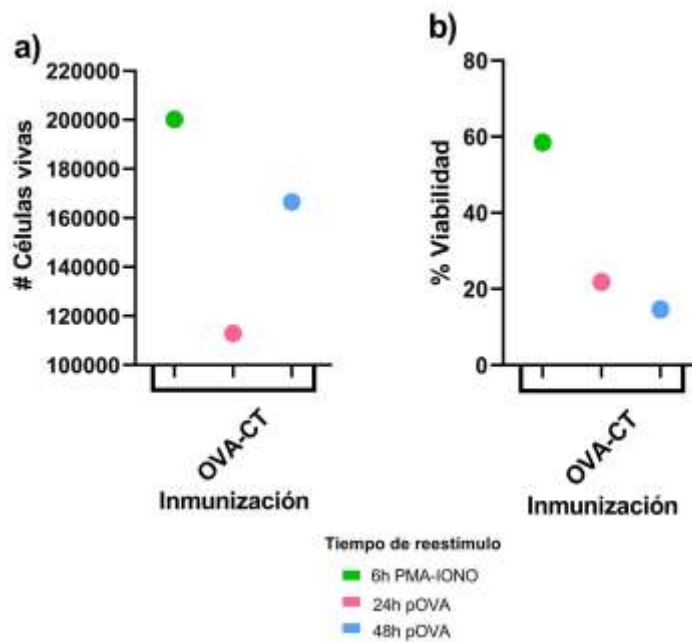 a)
# Células vivas
220000
200000
180000
160000
140000
120000
100000
OVA-CT
Inmunización
b)
% Viabilidad
80
60
40
20
0
OVA-CT
Inmunización
Tiempo de reestímulo
6h PMA-IONO
24h pOVA
48h pOVA